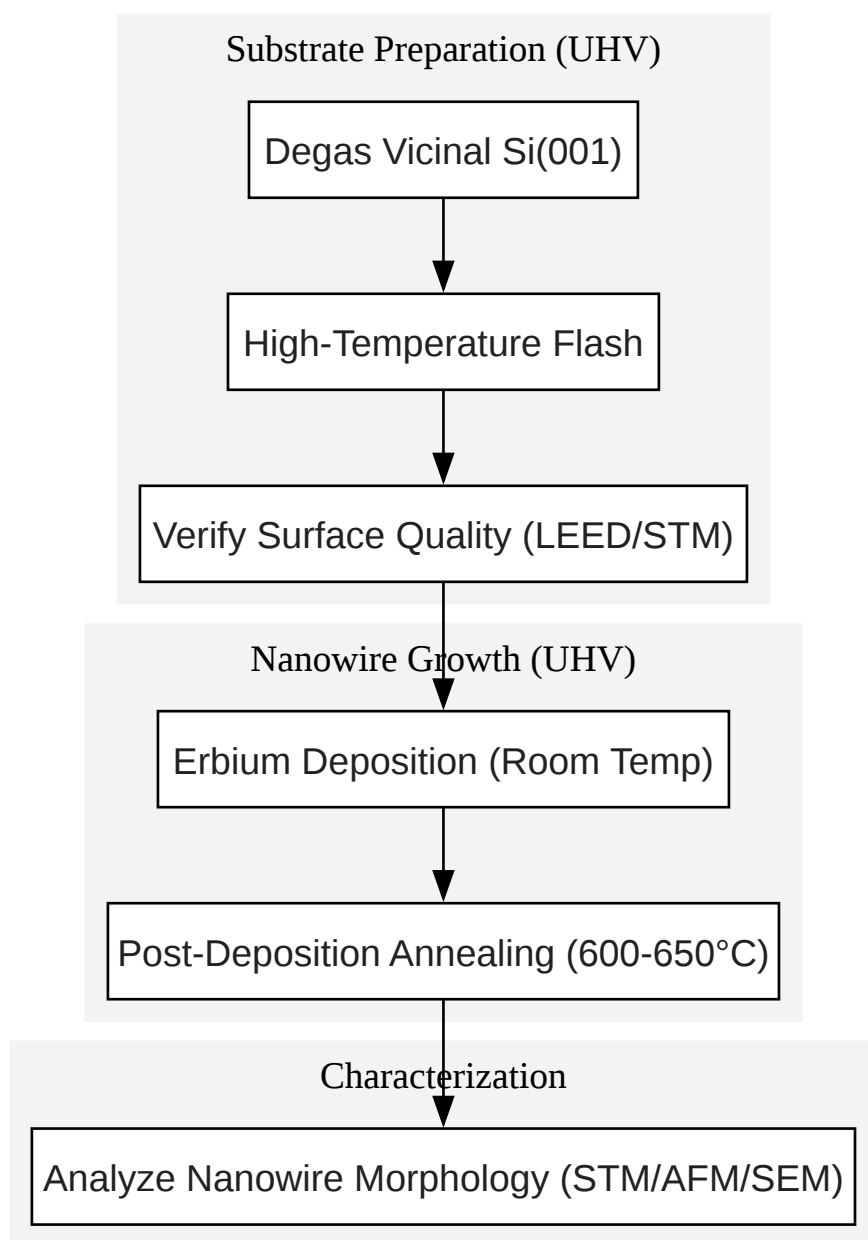 Substrate Preparation (UHV)
Degas Vicinal Si(001)
High-Temperature Flash
Verify Surface Quality (LEED/STM)
Nanowire Growth (UHV)
Erbium Deposition (Room Temp)
Post-Deposition Annealing (600-650°C)
Characterization
Analyze Nanowire Morphology (STM/AFM/SEM)